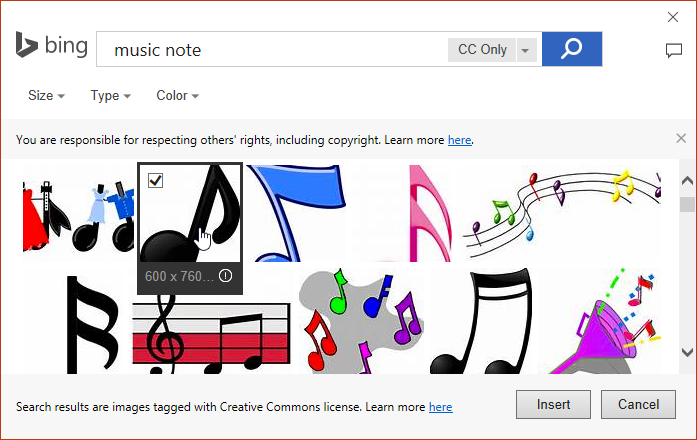 bing
music note
CC Only
Size
Type
Color
You are responsible for respecting others' rights, including copyright. Learn more here.
600 x 760...
Search results are images tagged with Creative Commons license. Learn more here
Insert
Cancel